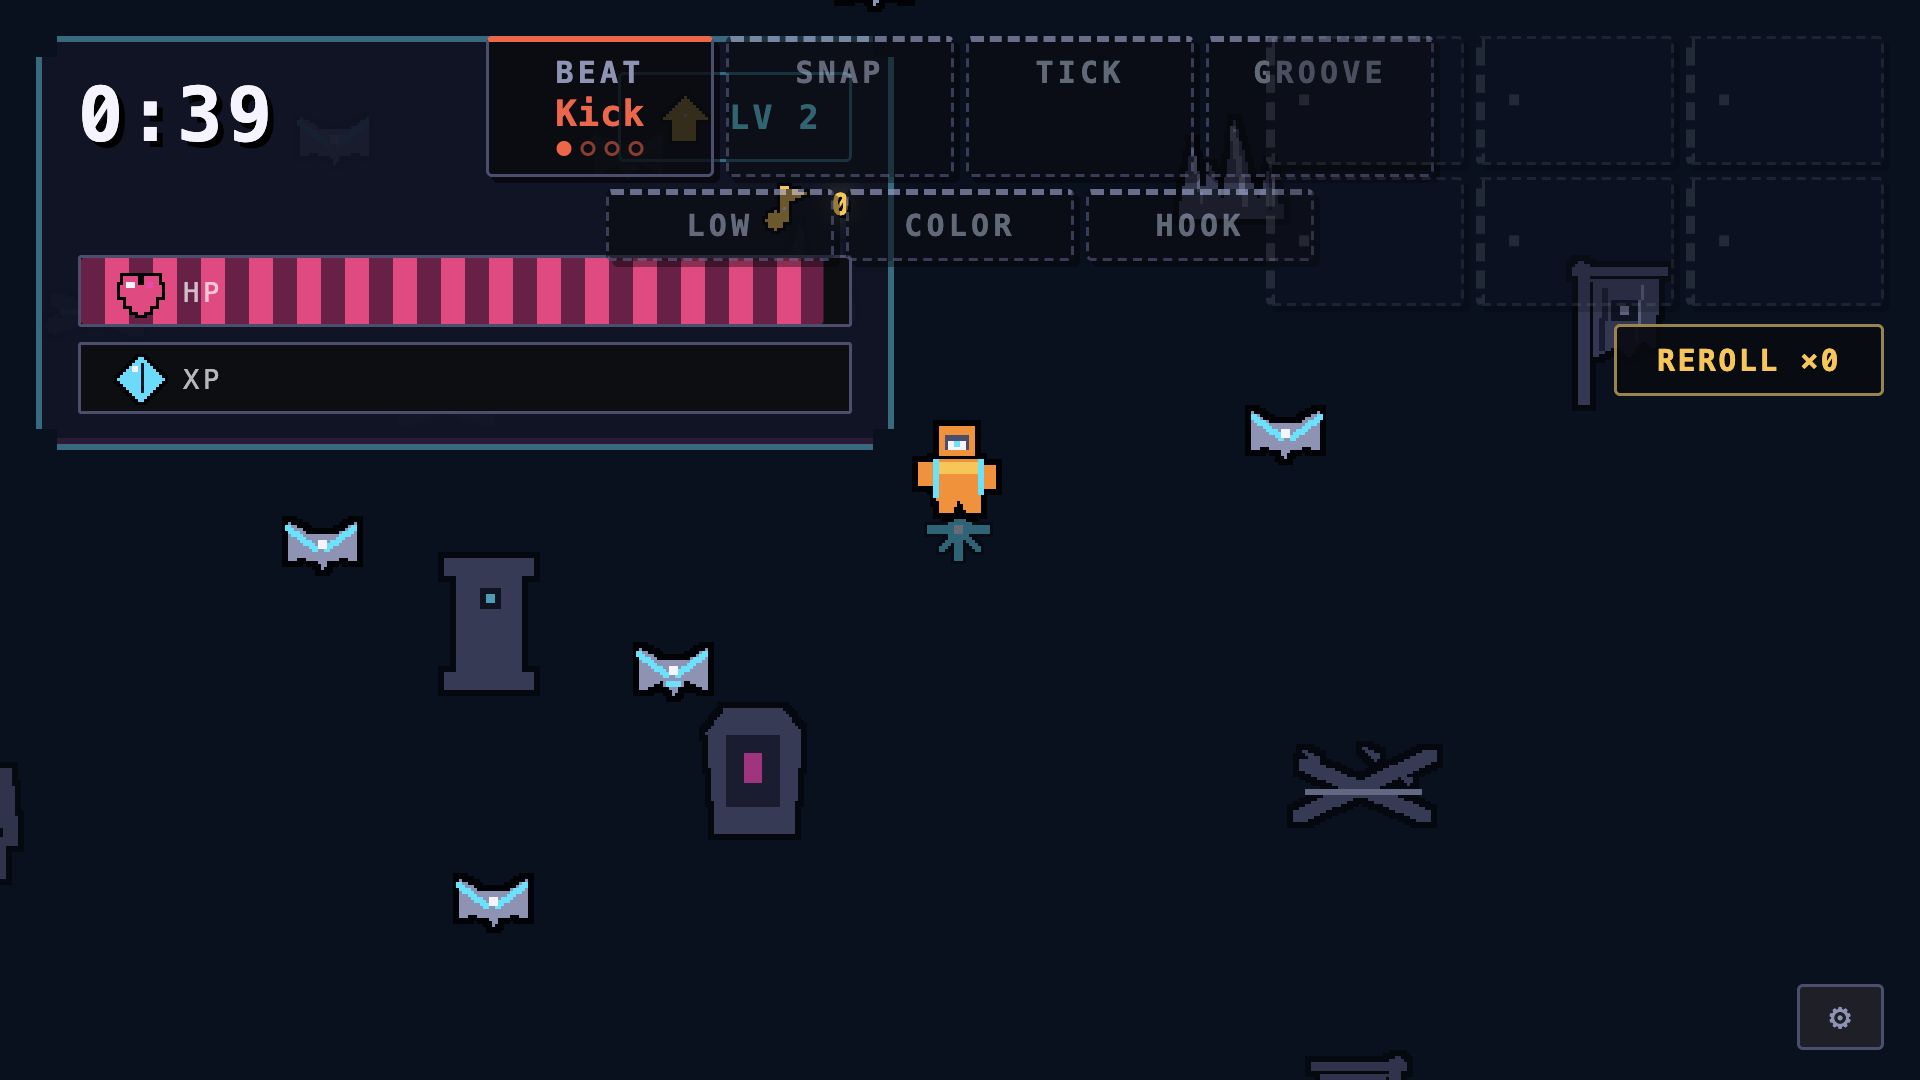 0:39
BEAT
Kick
SNAP
TICK
GROOVE
LV 2
LOW
0
COLOR
HOOK
HP
XP
REROLL ×0